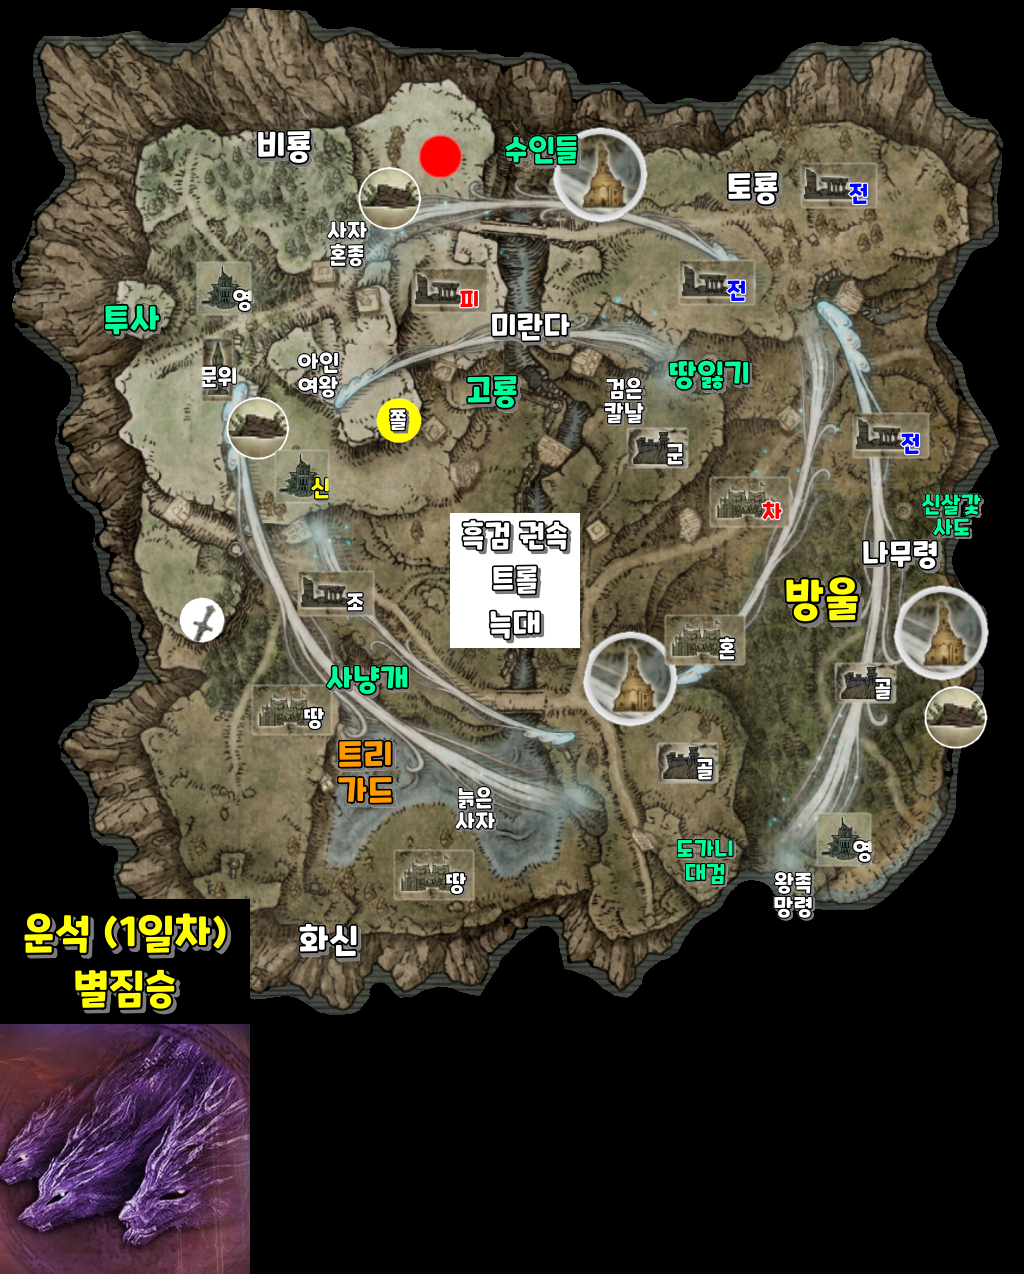 비룡
수인들
토룡
전
사자
혼종
영
피
전
투사
미란다
문위
아인
여왕
고룡
땅잃기
쫄
검은
칼날
군
전
신
차
신살갗
사도
흑검 권속
트롤
늑대
나무령
방울
조
혼
사냥개
골
땅
트리
가드
골
늙은
사자
도가니
대검
영
땅
왕족
망령
화신
운석 (1일차)
별짐승